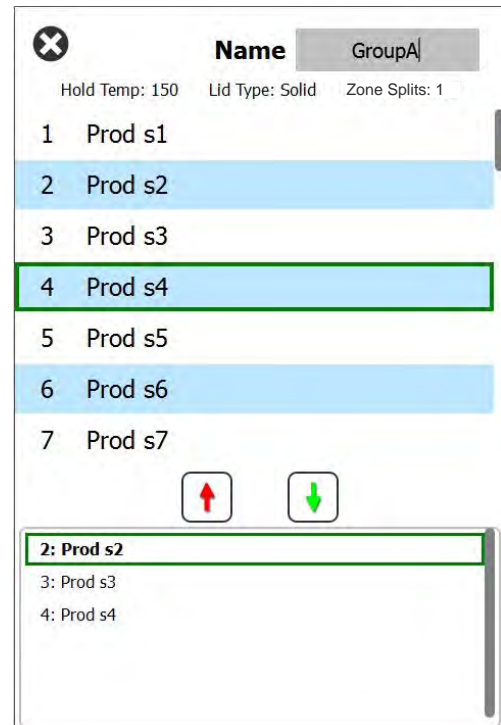 Name GroupA
Hold Temp: 150 Lid Type: Solid Zone Splits: 1
1 Prod s1
2 Prod s2
3 Prod s3
4 Prod s4
5 Prod s5
6 Prod s6
7 Prod s7
2: Prod s2
3: Prod s3
4: Prod s4